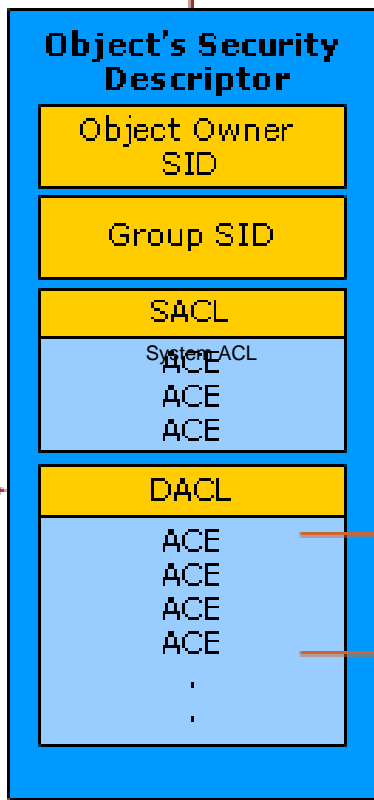 Object's Security
Descriptor
Object Owner
SID
Group SID
SACL
System ACL
ACE
ACE
ACE
DACL
ACE
ACE
ACE
ACE
.
.